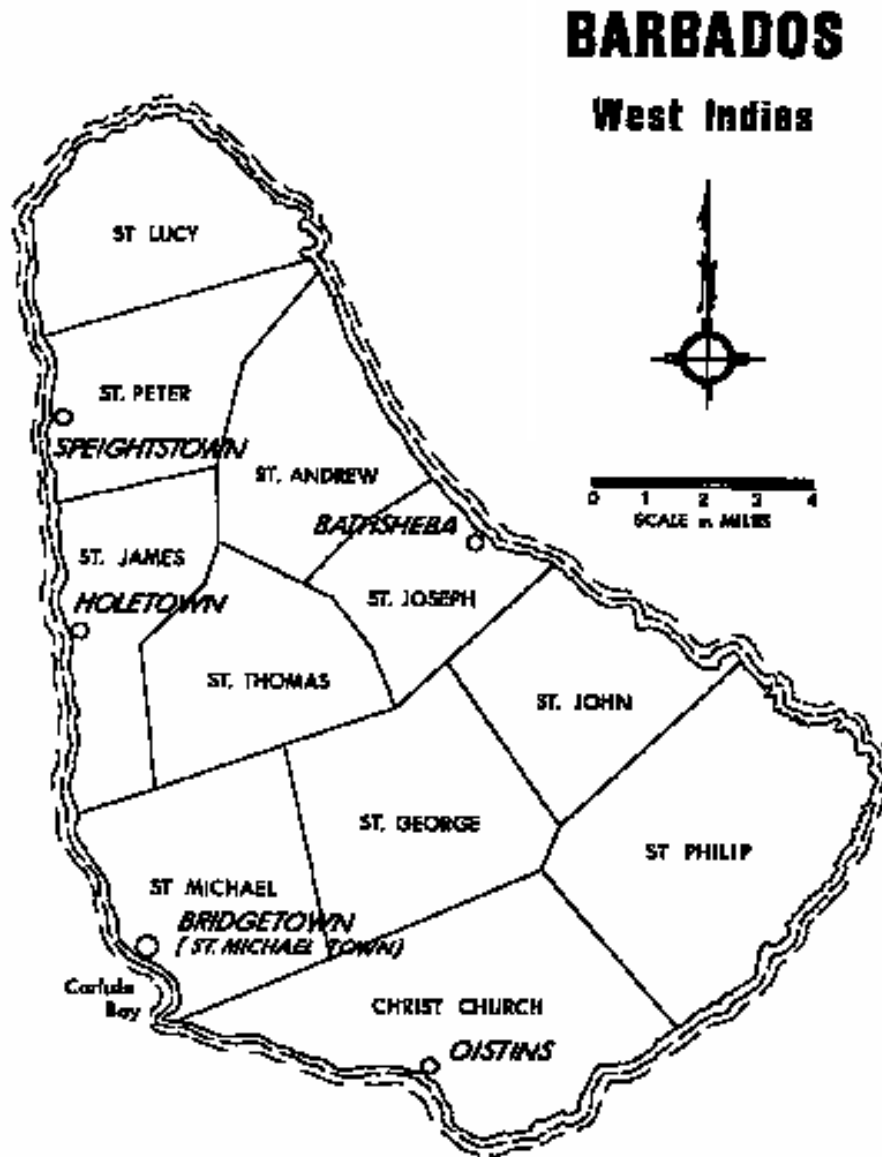 BARBADOS
West Indies
ST LUCY
ST. PETER
SPEIGHTSTOWN
ST. ANDREW
0 1 2 3 4
SCALE in MILES
BATHSHEBA
ST. JAMES
HOLETOWN
ST. JOSEPH
ST. THOMAS
ST. JOHN
ST. GEORGE
ST PHILIP
ST MICHAEL
BRIDGETOWN
( ST. MICHAEL TOWN)
Carlisle
Bay
CHRIST CHURCH
OISTINS